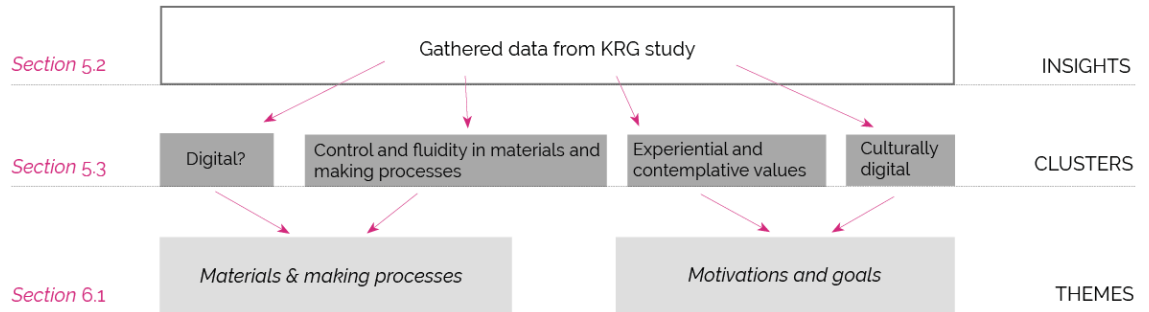 Gathered data from KRG study
Section 5.2
INSIGHTS
Digital?
Control and fluidity in materials and
making processes
Experiential and
contemplative values
Culturally
digital
Section 5.3
CLUSTERS
Materials & making processes
Motivations and goals
Section 6.1
THEMES